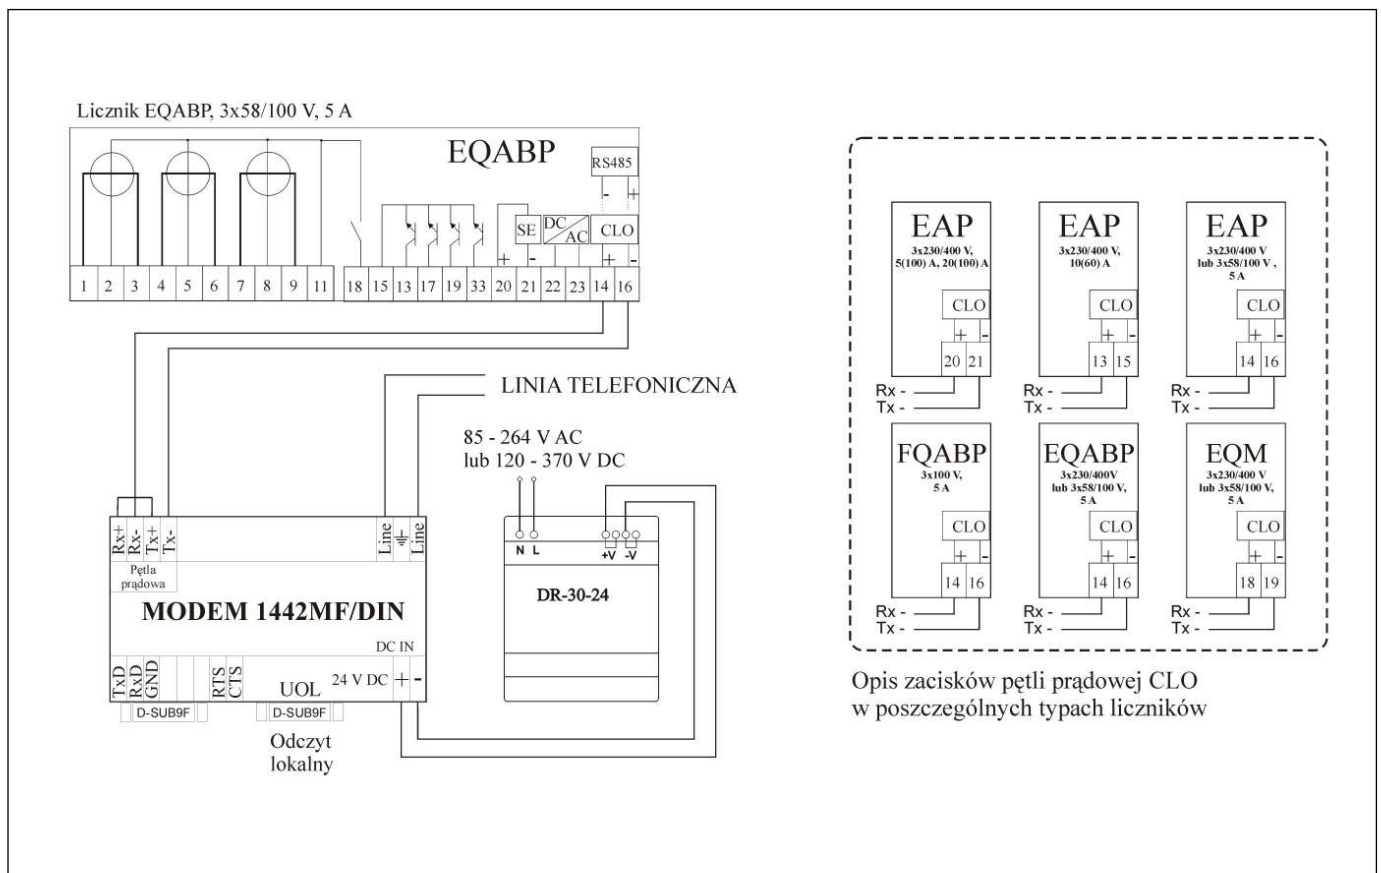 Licznik EQABP, 3x58/100 V, 5 A
EQABP
RS485
- +
SE
DC
AC
CLO
+ - + -
1 2 3 4 5 6 7 8 9 11 18 15 13 17 19 33 20 21 22 23 14 16
LINIA TELEFONICZNA
85 - 264 V AC
lub 120 - 370 V DC
Rx+ Rx- Tx+ Tx-
Line Line
Pętla
prądowa
MODEM 1442MF/DIN
DC IN
TxD RxD GND RTS CTS
UOL
24 V DC + -
D-SUB9F
D-SUB9F
Odczyt
lokalny
N L +V -V
DR-30-24
EAP
3x230/400 V,
5(100) A, 20(100) A
CLO
+ -
20 21
Rx -
Tx -
EAP
3x230/400 V,
10(60) A
CLO
+ -
13 15
Rx -
Tx -
EAP
3x230/400 V
lub 3x58/100 V ,
5 A
CLO
+ -
14 16
Rx -
Tx -
FQABP
3x100 V,
5 A
CLO
+ -
14 16
Rx -
Tx -
EQABP
3x230/400V
lub 3x58/100 V,
5 A
CLO
+ -
14 16
Rx -
Tx -
EQM
3x230/400 V
lub 3x58/100 V,
5 A
CLO
+ -
18 19
Rx -
Tx -
Opis zacisków pętli prądowej CLO
w poszczególnych typach liczników